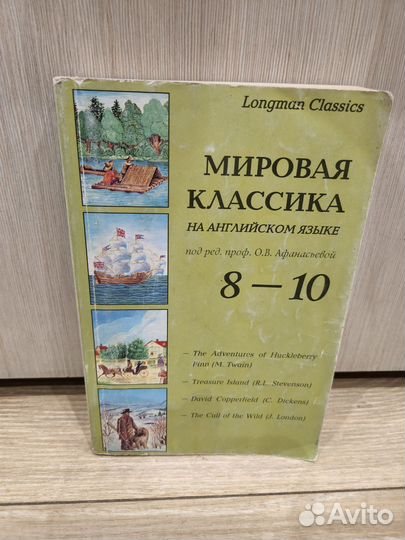 Longman Classics
МИРОВАЯ
КЛАССИКА
НА АНГЛИЙСКОМ ЯЗЫКЕ
под ред. проф. О.В. Афанасьевой
8 — 10
— The Adventures of Huckleberry
Finn (M. Twain)
— Treasure Island (R.L. Stevenson)
— David Copperfield (C. Dickens)
— The Call of the Wild (J. London)
Avito